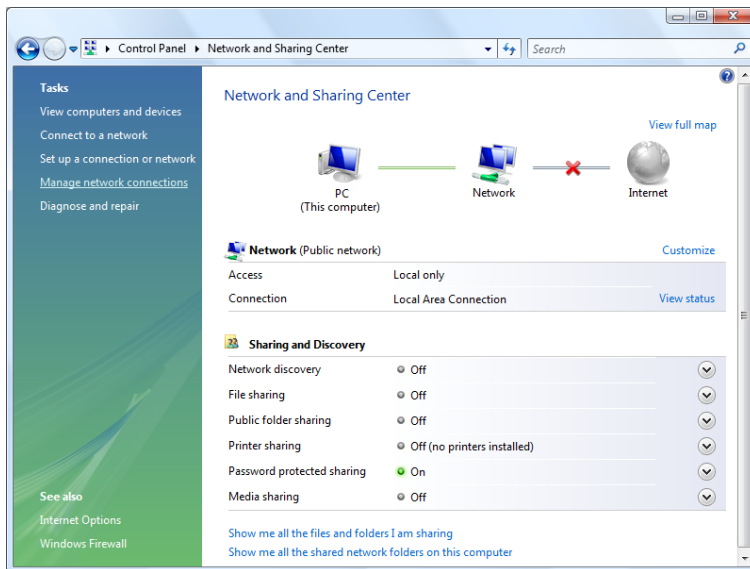 Control Panel Network and Sharing Center Search
Tasks
View computers and devices
Connect to a network
Set up a connection or network
Manage network connections
Diagnose and repair
See also
Internet Options
Windows Firewall
Network and Sharing Center
View full map
PC
(This computer)
Network
Internet
Network (Public network) Customize
Access Local only
Connection Local Area Connection View status
Sharing and Discovery
Network discovery Off
File sharing Off
Public folder sharing Off
Printer sharing Off (no printers installed)
Password protected sharing On
Media sharing Off
Show me all the files and folders I am sharing
Show me all the shared network folders on this computer